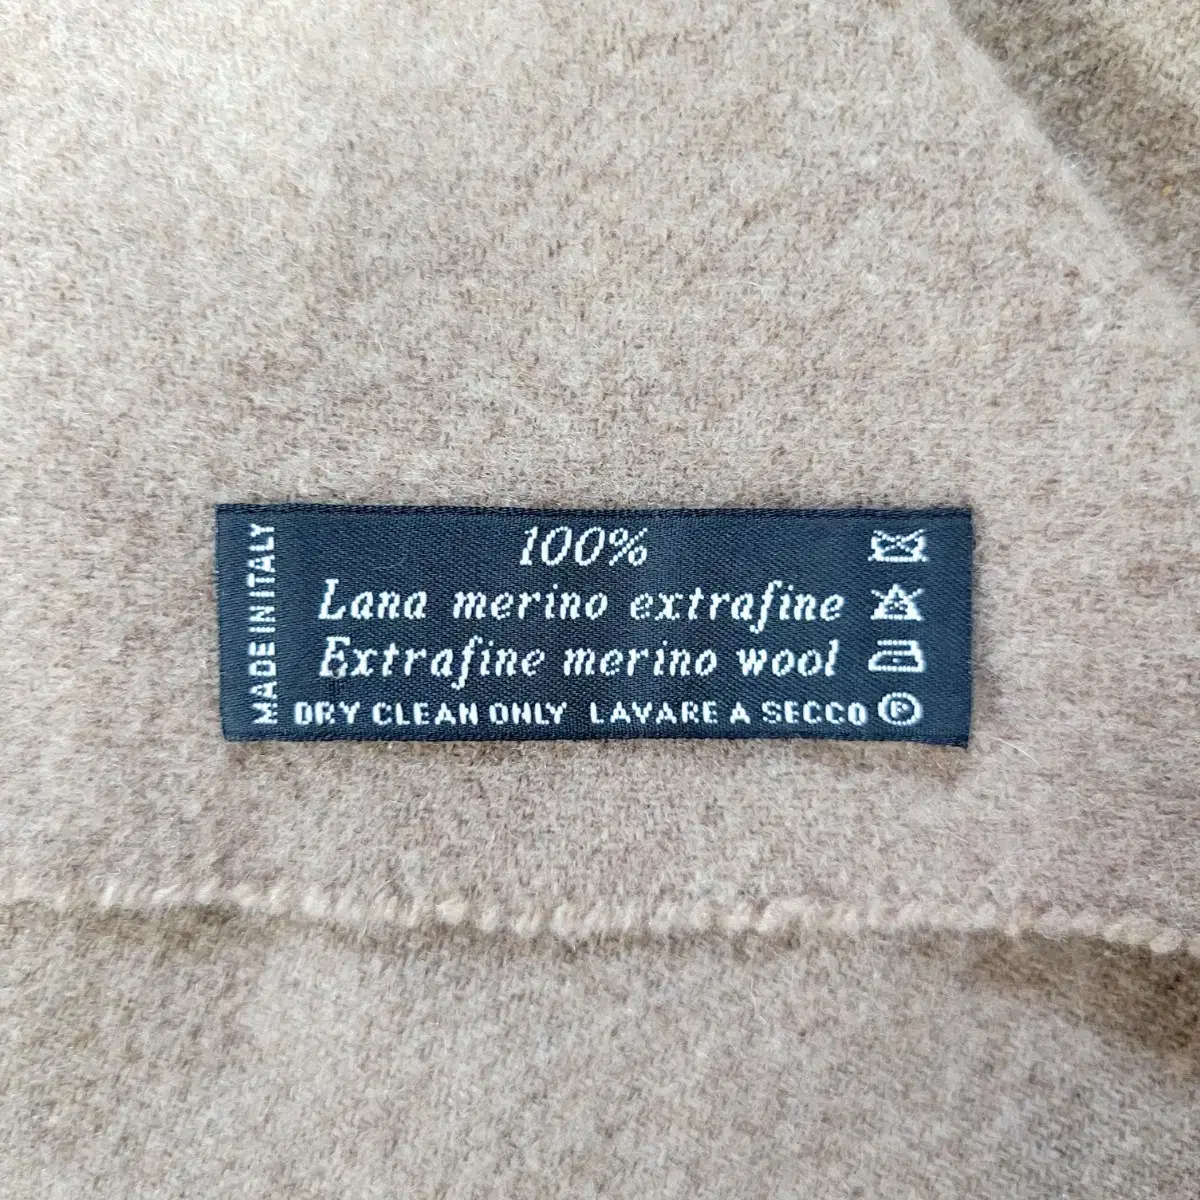 MADE IN ITALY
100%
Lana merino extrafine
Extrafine merino wool
DRY CLEAN ONLY LAVARE A SECCO Ⓟ